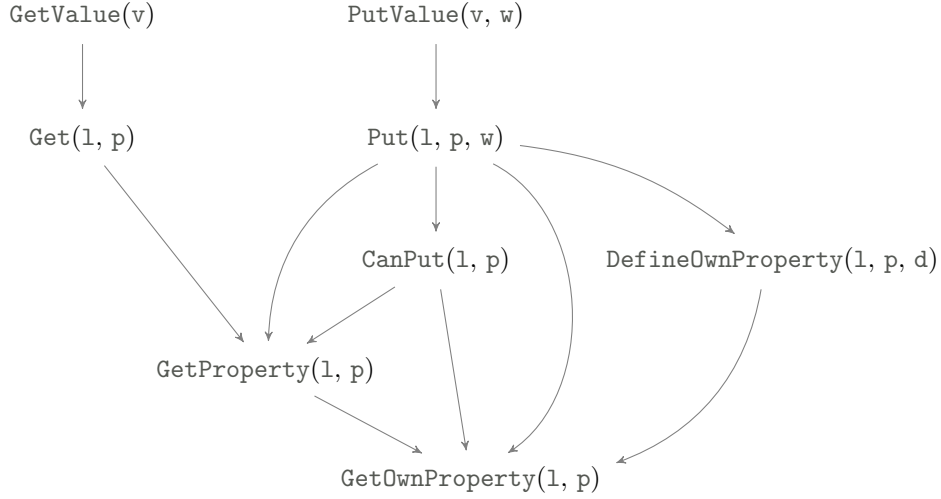 GetValue(v) PutValue(v, w)
Get(l, p) Put(l, p, w)
CanPut(l, p) DefineOwnProperty(l, p, d)
GetProperty(l, p)
GetOwnProperty(l, p)